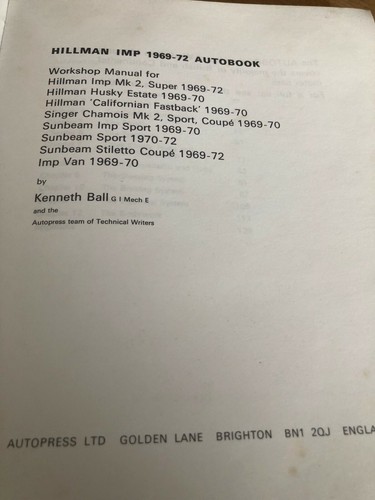 HILLMAN IMP 1969-72 AUTOBOOK
Workshop Manual for
Hillman Imp Mk 2, Super 1969-72
Hillman Husky Estate 1969-70
Hillman 'Californian Fastback' 1969-70
Singer Chamois Mk 2, Sport, Coupé 1969-70
Sunbeam Imp Sport 1969-70
Sunbeam Sport 1970-72
Sunbeam Stiletto Coupé 1969-72
Imp Van 1969-70
by
Kenneth Ball G I Mech E
and the
Autopress team of Technical Writers
AUTOPRESS LTD GOLDEN LANE BRIGHTON BN1 2QJ ENGLA